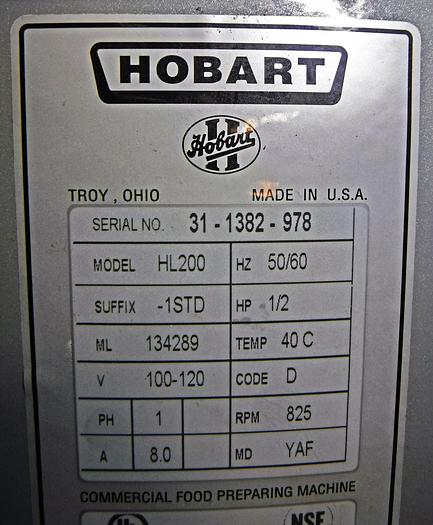 HOBART
Hobart
TROY, OHIO MADE IN U.S.A.
SERIAL NO. 31 - 1382 - 978
MODEL HL200 HZ 50/60
SUFFIX -1STD HP 1/2
ML 134289 TEMP 40 C
V 100-120 CODE D
PH 1 RPM 825
A 8.0 MD YAF
COMMERCIAL FOOD PREPARING MACHINE
NSF